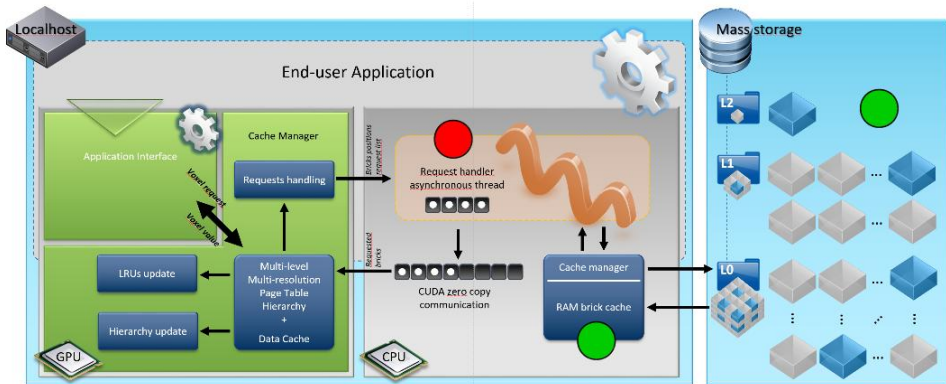 Localhost
Mass storage
End-user Application
Application Interface
Cache Manager
Requests handling
Voxel request
Voxel value
LRUs update
Hierarchy update
Multi-level
Multi-resolution
Page Table
Hierarchy
+
Data Cache
GPU
Bricks positions
request list
Request handler
asynchronous thread
Requested
bricks
CUDA zero copy
communication
Cache manager
RAM brick cache
CPU
L2
L1
...
...
L0
...
...